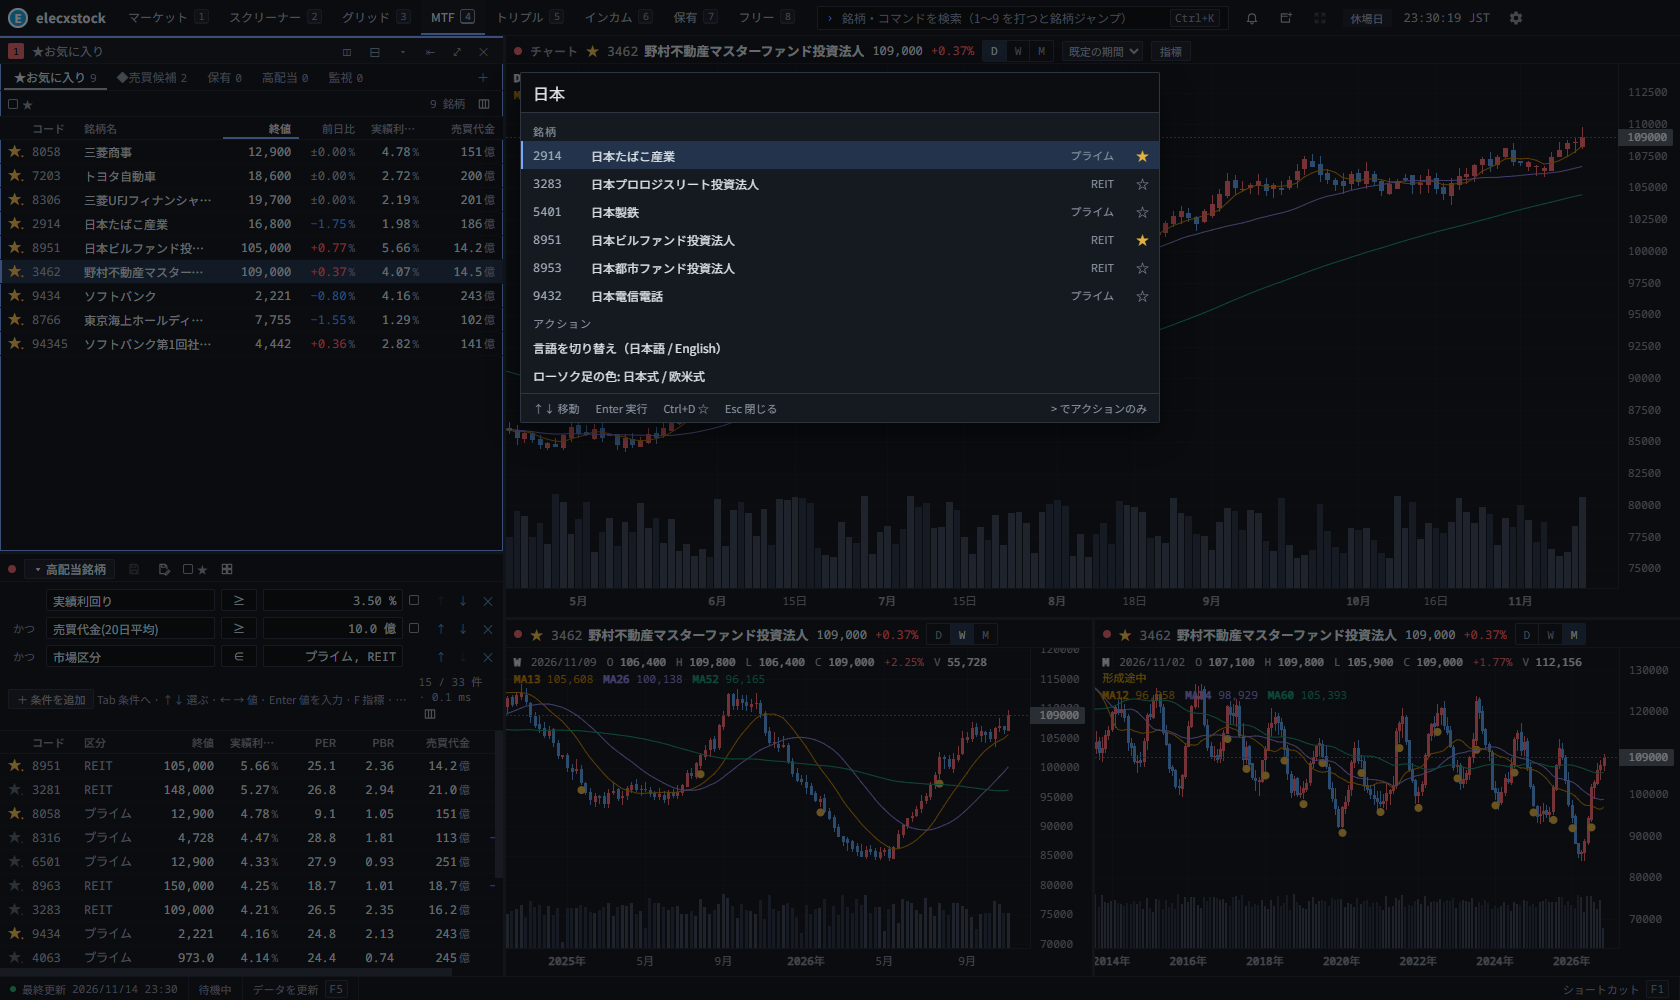 elecxstock マーケット 1 スクリーナー 2 グリッド 3 MTF 4 トリプル 5 インカム 6 保有 7 フリー 8 › 銘柄・コマンドを検索（1〜9 を打つと銘柄ジャンプ） Ctrl+K 休場日 23:30:19 JST
1 ★お気に入り
★お気に入り 9 ◆売買候補 2 保有 0 高配当 0 監視 0 ＋
★ 9 銘柄
コード 銘柄名 終値 前日比 実績利… 売買代金
8058 三菱商事 12,900 ±0.00% 4.78% 151億
7203 トヨタ自動車 18,600 ±0.00% 2.72% 200億
8306 三菱UFJフィナンシャ… 19,700 ±0.00% 2.19% 201億
2914 日本たばこ産業 16,800 −1.75% 1.98% 186億
8951 日本ビルファンド投… 105,000 +0.77% 5.66% 14.2億
3462 野村不動産マスター… 109,000 +0.37% 4.07% 14.5億
9434 ソフトバンク 2,221 −0.80% 4.16% 243億
8766 東京海上ホールディ… 7,755 −1.55% 1.29% 102億
94345 ソフトバンク第1回社… 4,442 +0.36% 2.82% 141億
チャート ★ 3462 野村不動産マスターファンド投資法人 109,000 +0.37% D W M 既定の期間 指標
日本
銘柄
2914 日本たばこ産業 プライム ★
3283 日本プロロジスリート投資法人 REIT ☆
5401 日本製鉄 プライム ☆
8951 日本ビルファンド投資法人 REIT ★
8953 日本都市ファンド投資法人 REIT ☆
9432 日本電信電話 プライム ☆
アクション
言語を切り替え（日本語 / English）
ローソク足の色: 日本式 / 欧米式
↑↓ 移動 Enter 実行 Ctrl+D ☆ Esc 閉じる > でアクションのみ
112500
110000
109000
107500
105000
102500
100000
97500
95000
92500
90000
87500
85000
82500
80000
77500
75000
5月 6月 15日 7月 15日 8月 18日 9月 10月 16日 11月
高配当銘柄 ★
実績利回り ≥ 3.50 % ↑ ↓ ×
かつ 売買代金(20日平均) ≥ 10.0 億 ↑ ↓ ×
かつ 市場区分 ∈ プライム, REIT ↑ ↓ ×
＋条件を追加 Tab 条件へ · ↑↓ 選ぶ · ←→ 値 · Enter 値を入力 · F 指標 · …
15 / 33 件
· 0.1 ms
コード 区分 終値 実績利… PER PBR 売買代金
8951 REIT 105,000 5.66% 25.1 2.36 14.2億
3281 REIT 148,000 5.27% 26.8 2.94 21.0億
8058 プライム 12,900 4.78% 9.1 1.05 151億
8316 プライム 4,728 4.47% 28.8 1.81 113億
6501 プライム 12,900 4.33% 27.9 0.93 251億
8963 REIT 150,000 4.25% 18.7 1.01 18.7億
3283 REIT 109,000 4.21% 26.5 2.35 16.2億
9434 プライム 2,221 4.16% 24.8 2.13 243億
4063 プライム 973.0 4.14% 24.4 0.74 245億
★ 3462 野村不動産マスターファンド投資法人 109,000 +0.37% D W M
W 2026/11/09 O 106,400 H 109,800 L 106,400 C 109,000 +2.25% V 55,728
MA13 105,608 MA26 100,138 MA52 96,165
120000
115000
109000
105000
100000
95000
90000
85000
80000
75000
70000
2025年 5月 9月 2026年 5月 9月
★ 3462 野村不動産マスターファンド投資法人 109,000 +0.37% D W M
M 2026/11/02 O 107,100 H 109,800 L 105,900 C 109,000 +1.77% V 112,156
形成途中
MA12 98,929 MA60 105,393
130000
120000
109000
100000
90000
80000
70000
2014年 2016年 2018年 2020年 2022年 2024年 2026年
最終更新 2026/11/14 23:30 待機中 データを更新 F5 ショートカット F1